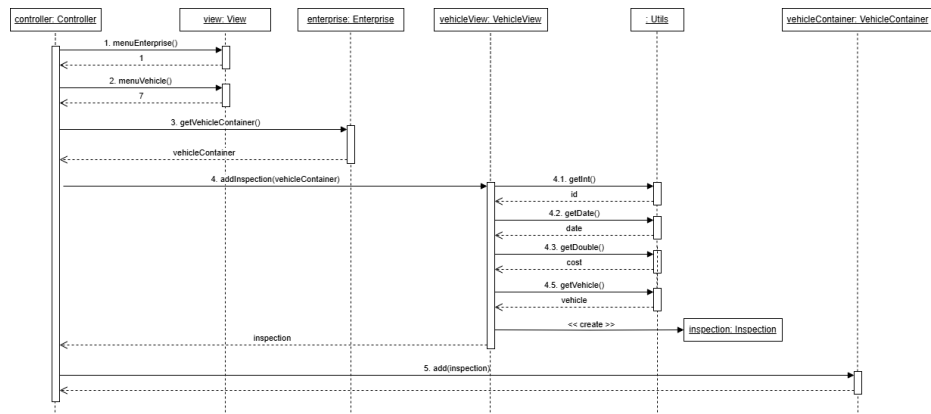 controller: Controller
view: View
enterprise: Enterprise
vehicleView: VehicleView
: Utils
vehicleContainer: VehicleContainer
1. menuEnterprise()
1
2. menuVehicle()
7
3. getVehicleContainer()
vehicleContainer
4. addInspection(vehicleContainer)
4.1. getInt()
id
4.2. getDate()
date
4.3. getDouble()
cost
4.5. getVehicle()
vehicle
<< create >>
inspection: Inspection
inspection
5. add(inspection)